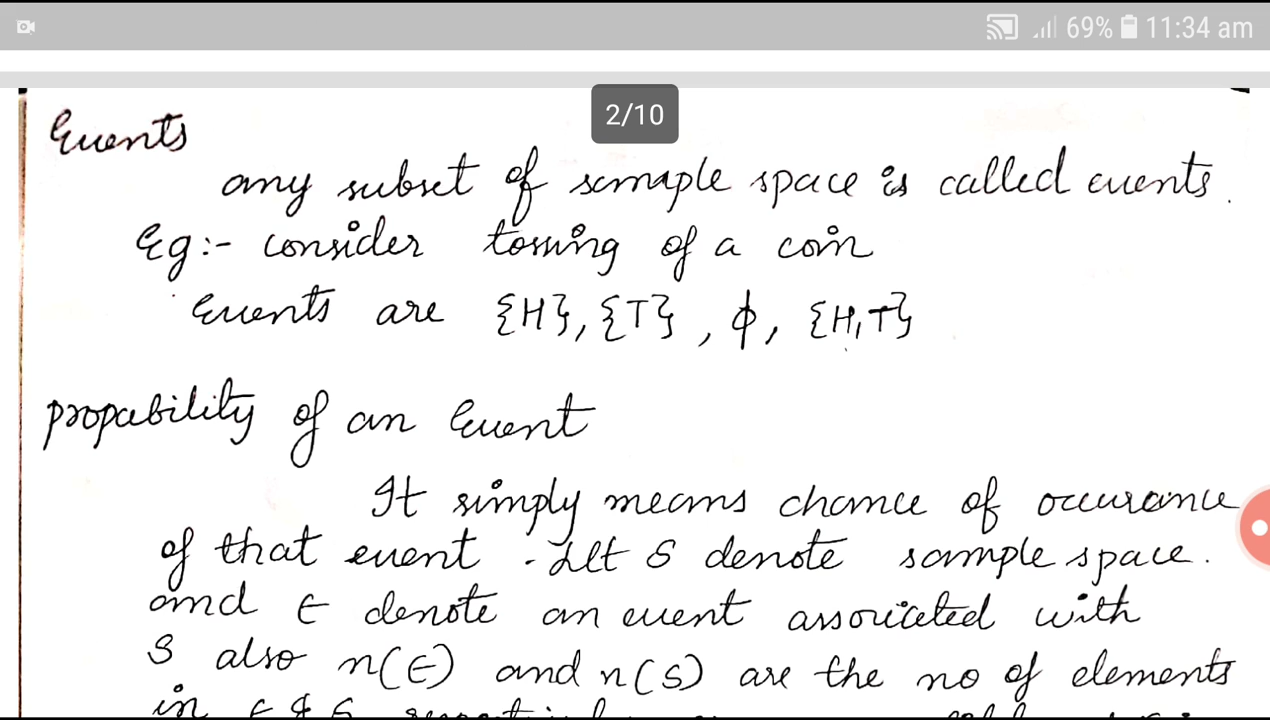 69% 11:34 am
2/10
Events
any subset of samaple space is called events.
Eg:- consider tossing of a coin
Events are {H}, {T}, ϕ, {H,T}
propability of an Event
It simply means chance of occurance
of that event. Let S denote sample space.
and E denote an event associated with
S also n(E) and n(S) are the no of elements
in E & S